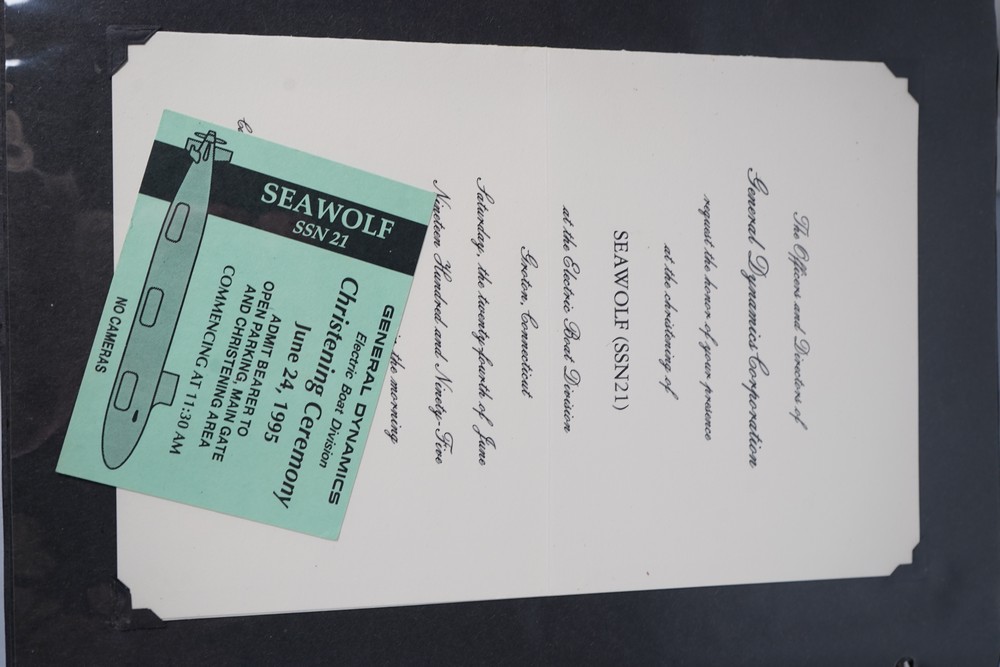 The Officers and Directors of
General Dynamics Corporation
request the honor of your presence
at the christening of
SEAWOLF (SSN21)
at the Electric Boat Division
Groton, Connecticut
Saturday, the twenty-fourth of June
Nineteen Hundred and Ninety-Five
the morning
SEAWOLF
SSN 21
GENERAL DYNAMICS
Electric Boat Division
Christening Ceremony
June 24, 1995
ADMIT BEARER TO
OPEN PARKING, MAIN GATE
AND CHRISTENING AREA
COMMENCING AT 11:30 AM
NO CAMERAS